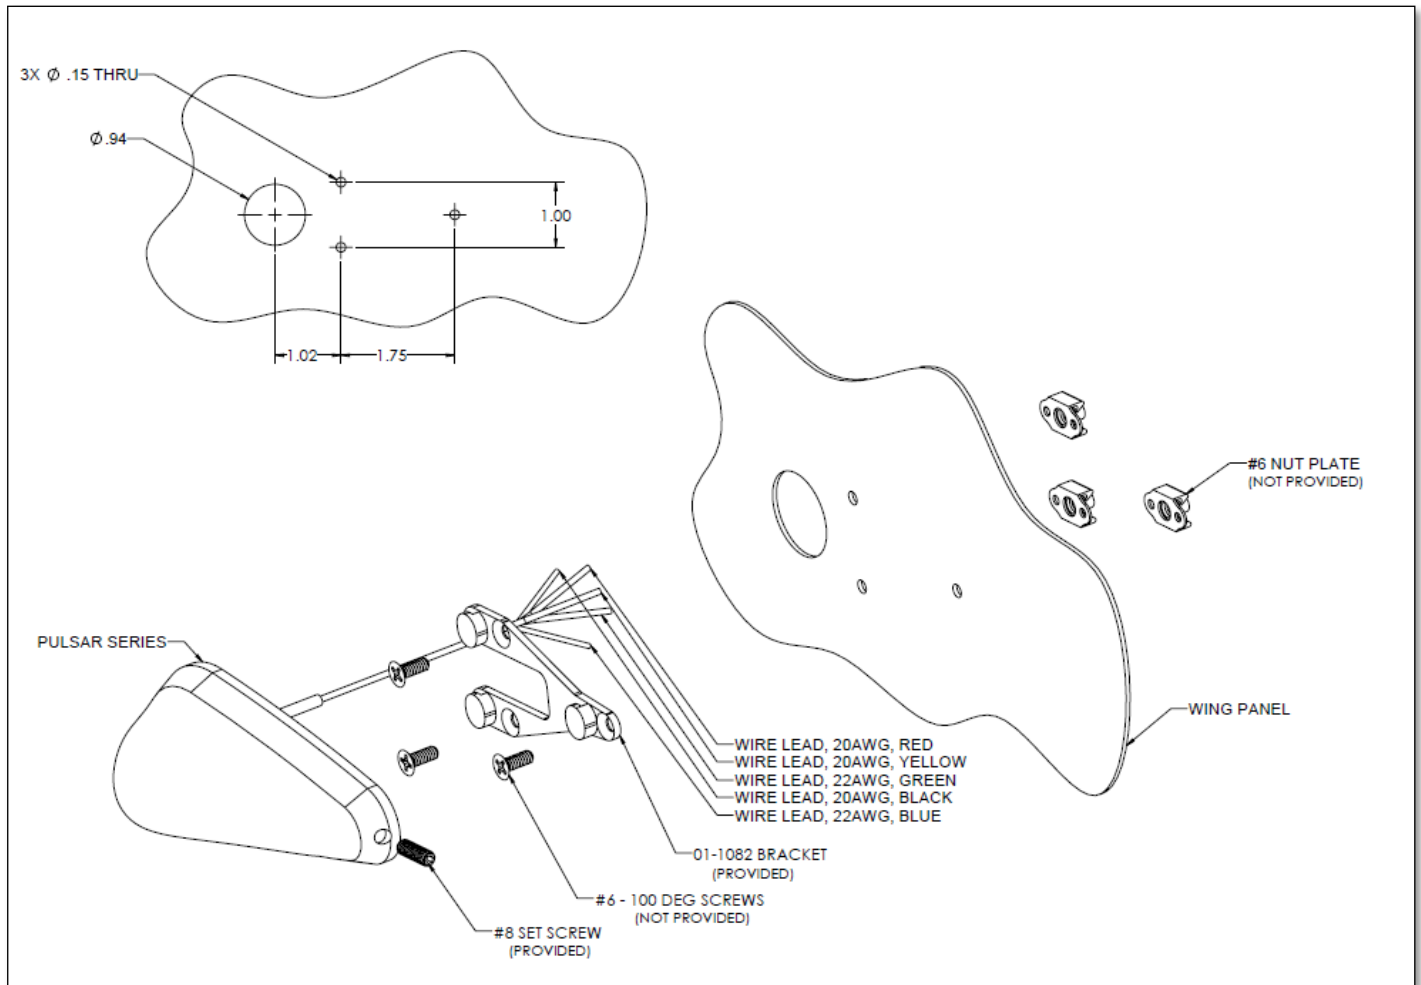 3X Ø .15 THRU
Ø.94
1.00
1.02
1.75
#6 NUT PLATE
(NOT PROVIDED)
PULSAR SERIES
WING PANEL
WIRE LEAD, 20AWG, RED
WIRE LEAD, 20AWG, YELLOW
WIRE LEAD, 22AWG, GREEN
WIRE LEAD, 20AWG, BLACK
WIRE LEAD, 22AWG, BLUE
01-1082 BRACKET
(PROVIDED)
#6 - 100 DEG SCREWS
(NOT PROVIDED)
#8 SET SCREW
(PROVIDED)